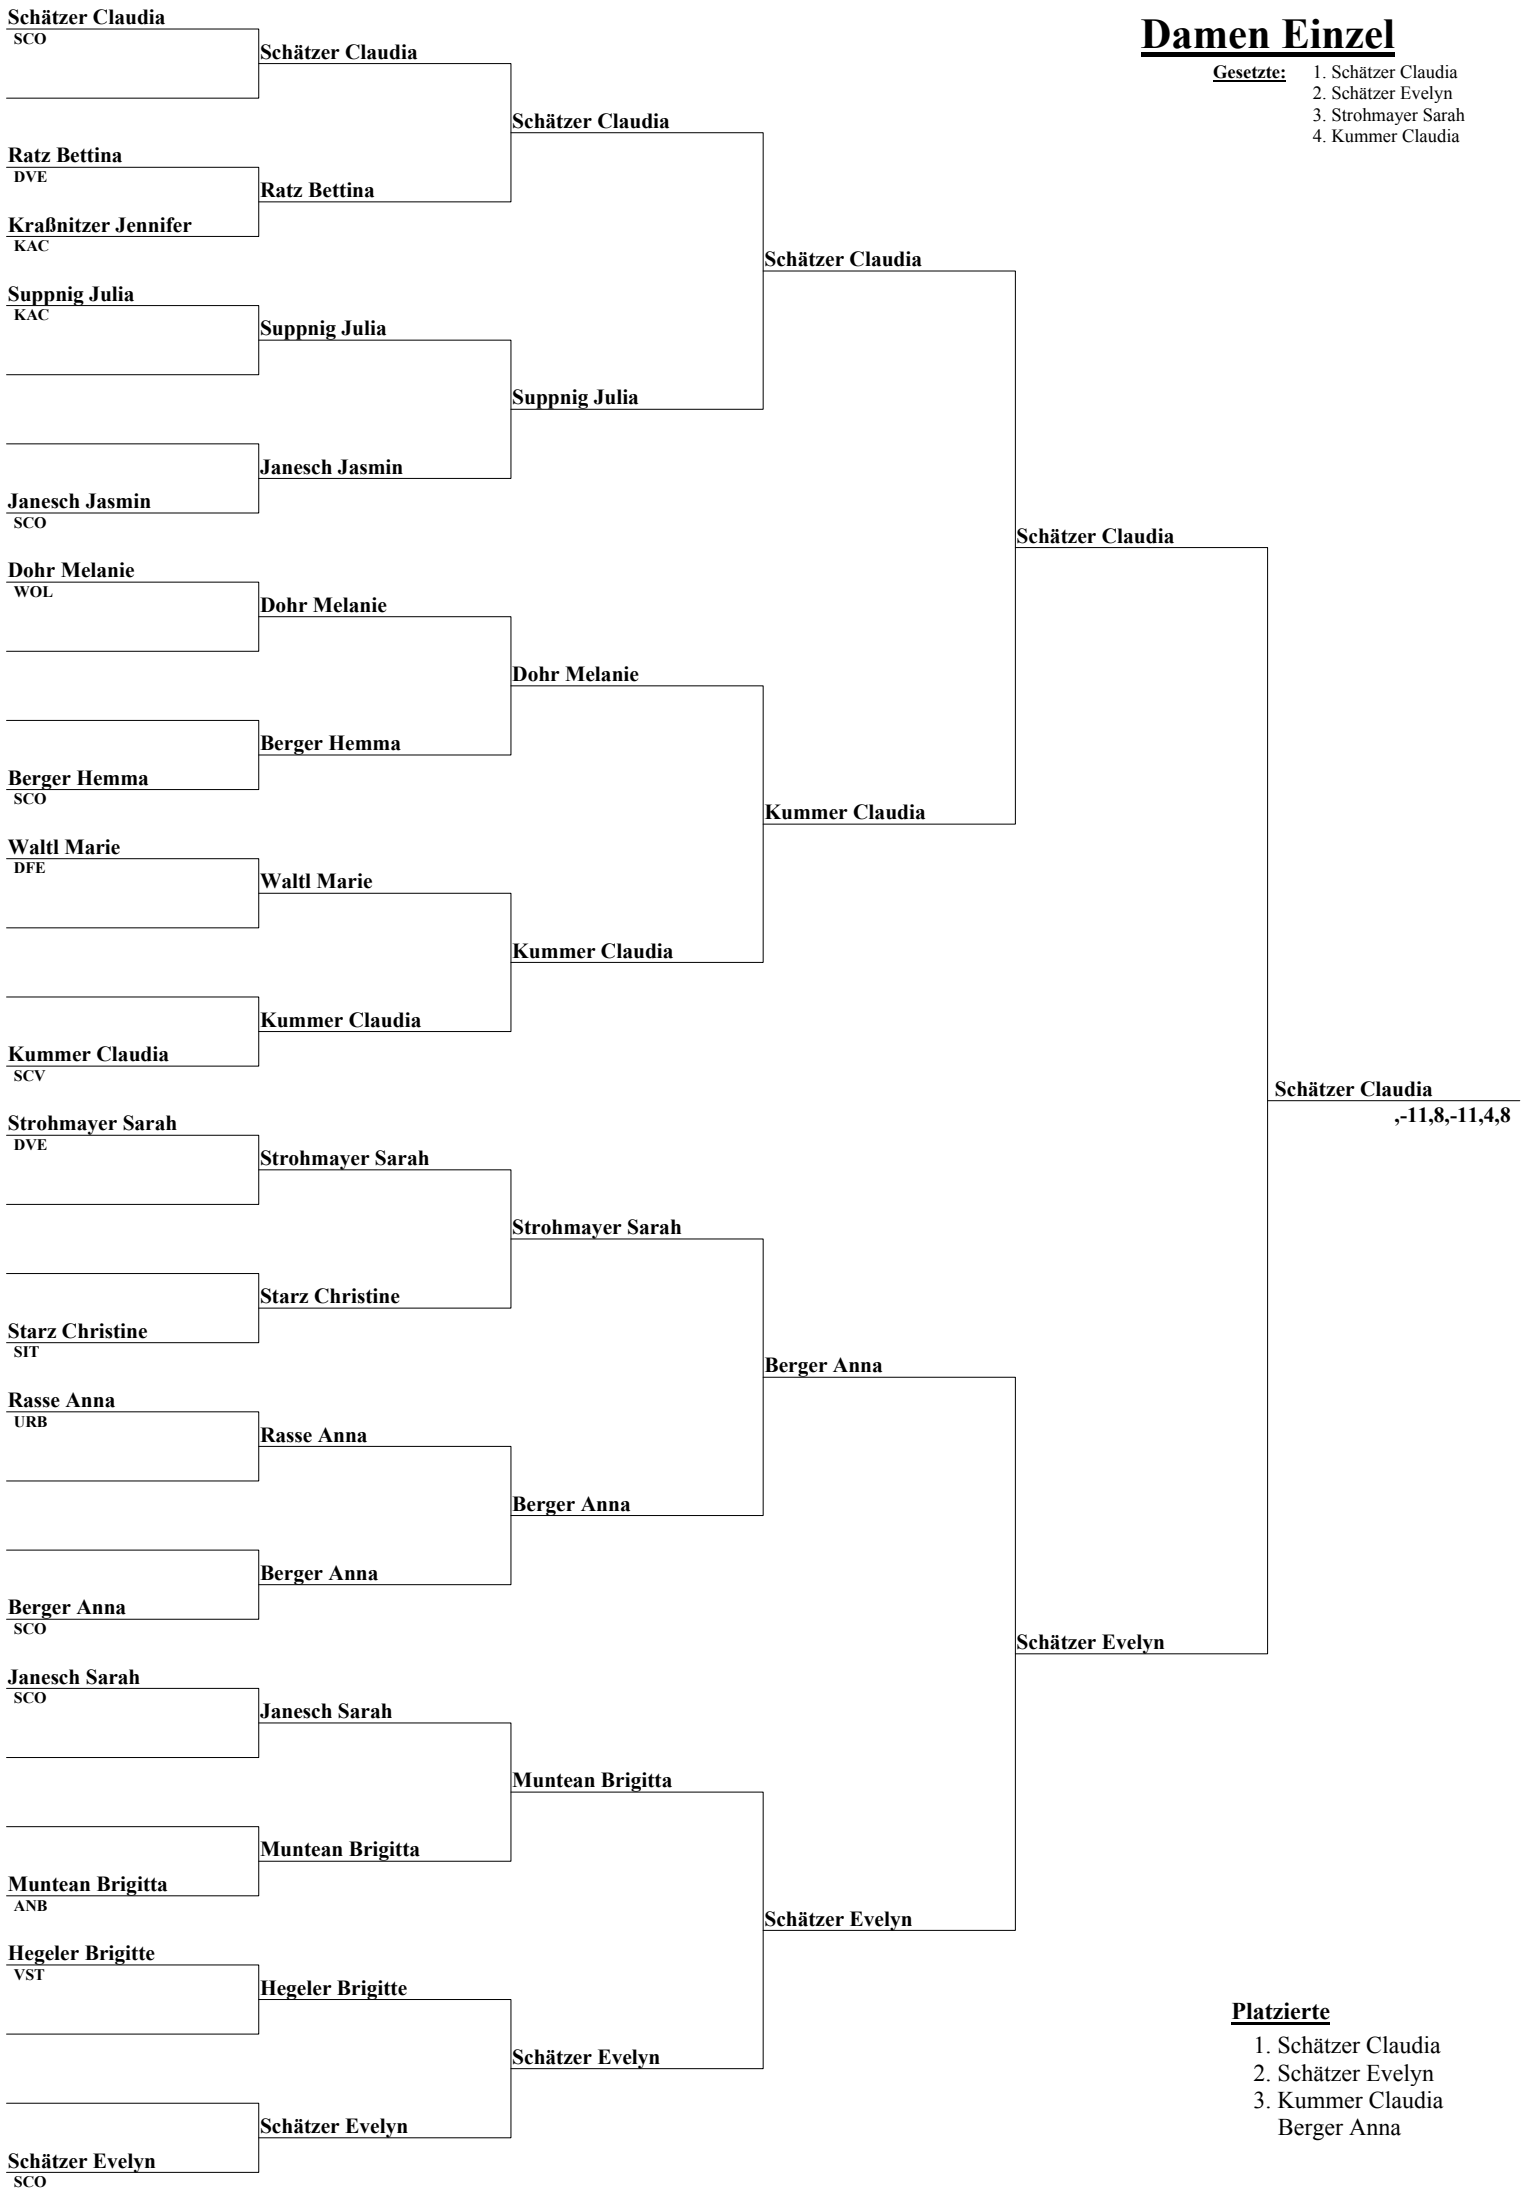 Damen Einzel
Gesetzte:
1. Schätzer Claudia
2. Schätzer Evelyn
3. Strohmayer Sarah
4. Kummer Claudia
Schätzer Claudia
SCO
Ratz Bettina
DVE
Kraßnitzer Jennifer
KAC
Suppnig Julia
KAC
Janesch Jasmin
SCO
Dohr Melanie
WOL
Berger Hemma
SCO
Waltl Marie
DFE
Kummer Claudia
SCV
Strohmayer Sarah
DVE
Starz Christine
SIT
Rasse Anna
URB
Berger Anna
SCO
Janesch Sarah
SCO
Muntean Brigitta
ANB
Hegeler Brigitte
VST
Schätzer Evelyn
SCO
Schätzer Claudia
Ratz Bettina
Suppnig Julia
Janesch Jasmin
Dohr Melanie
Berger Hemma
Waltl Marie
Kummer Claudia
Strohmayer Sarah
Starz Christine
Rasse Anna
Berger Anna
Janesch Sarah
Muntean Brigitta
Hegeler Brigitte
Schätzer Evelyn
Schätzer Claudia
Suppnig Julia
Dohr Melanie
Kummer Claudia
Strohmayer Sarah
Berger Anna
Muntean Brigitta
Schätzer Evelyn
Schätzer Claudia
Kummer Claudia
Berger Anna
Schätzer Evelyn
Schätzer Claudia
Schätzer Evelyn
Schätzer Claudia
,-11,8,-11,4,8
Platzierte
1. Schätzer Claudia
2. Schätzer Evelyn
3. Kummer Claudia
Berger Anna